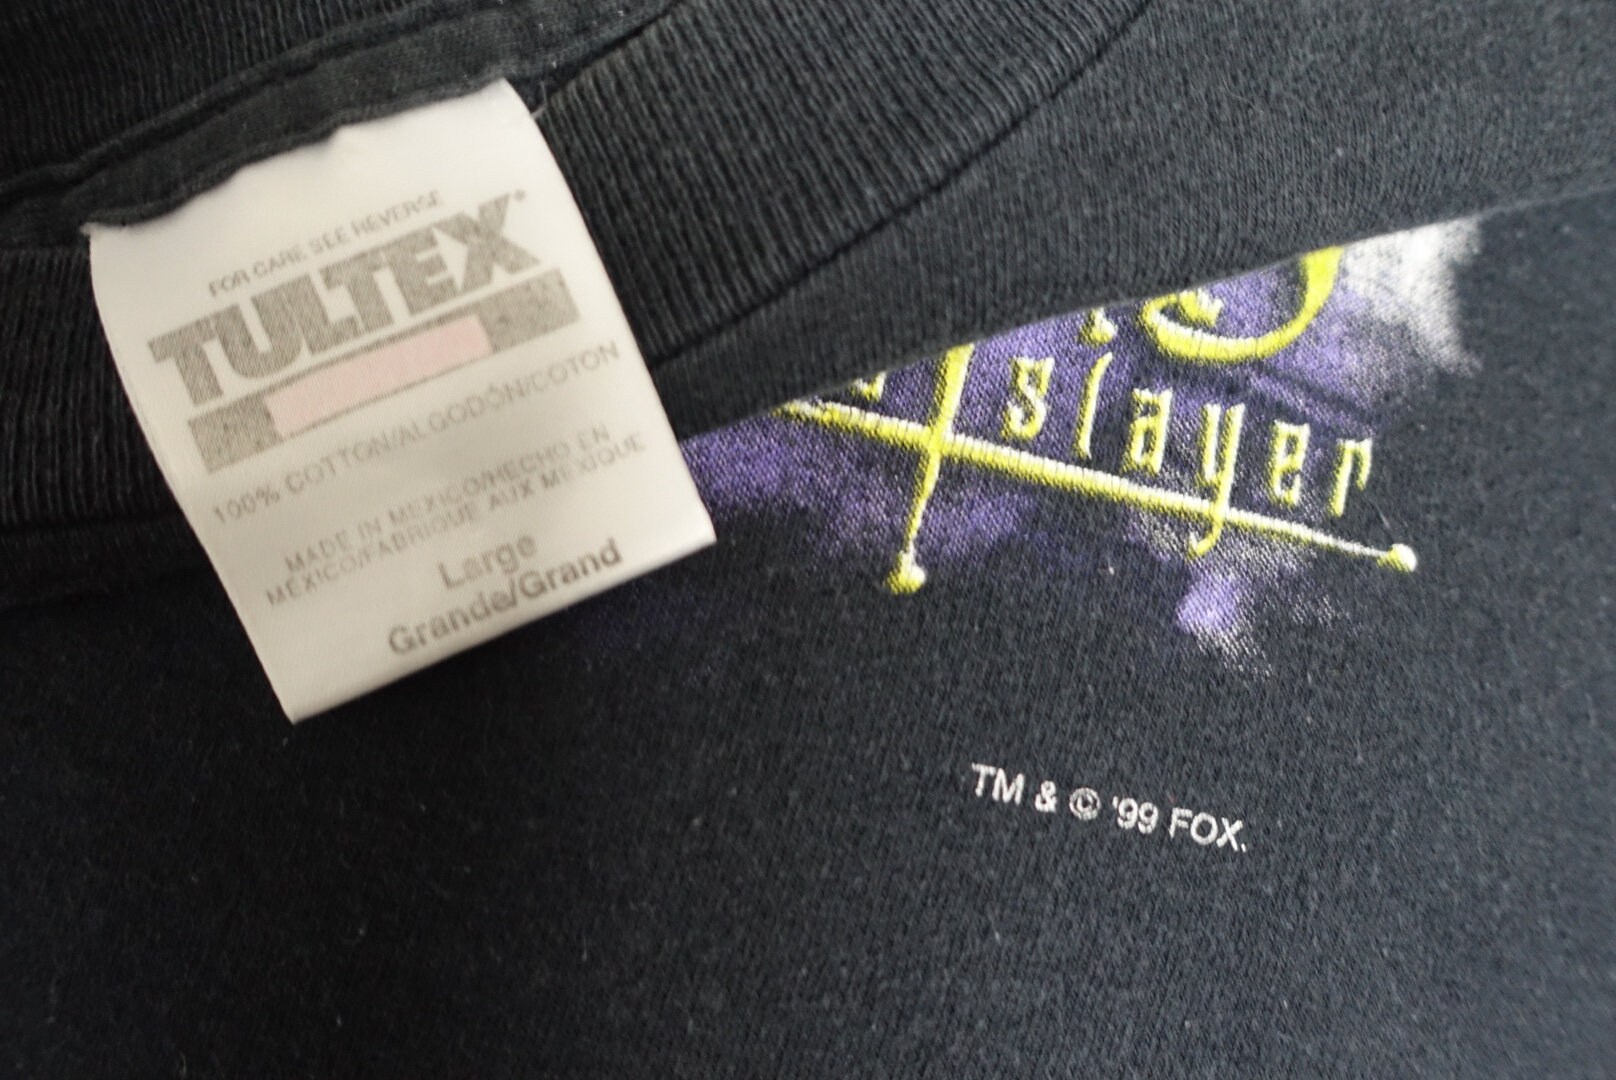 FOR CARE SEE REVERSE
TULTEX
100% COTTON/ALGODÓN/COTON
MADE IN MEXICO/HECHO EN
MÉXICO/FABRIQUE AUX MEXIQUE
Large
Grande/Grand
slayer
TM & © '99 FOX.